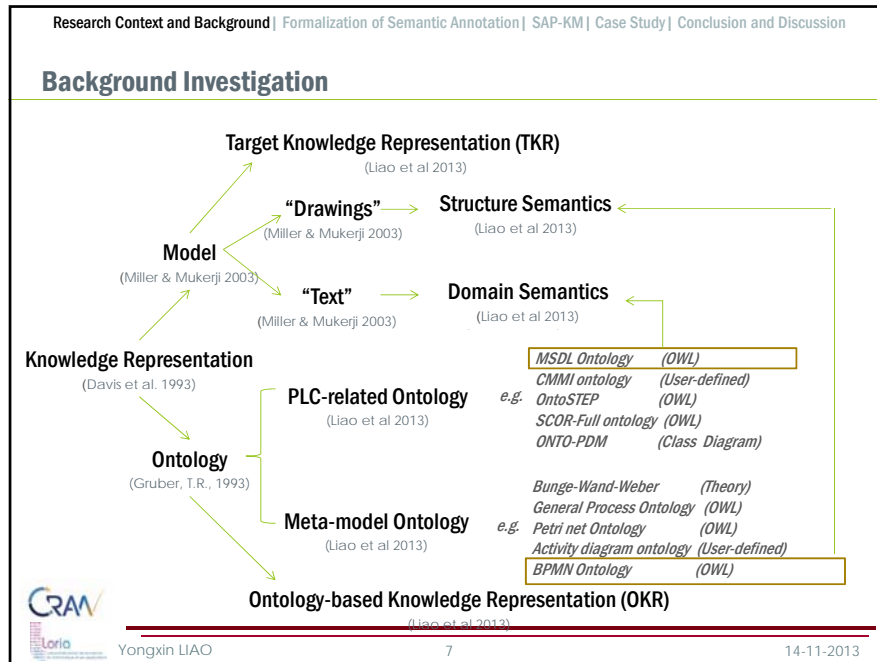 Research Context and Background| Formalization of Semantic Annotation| SAP-KM| Case Study| Conclusion and Discussion
Background Investigation
Target Knowledge Representation (TKR)
(Liao et al 2013)
“Drawings”
(Miller & Mukerji 2003)
Structure Semantics
(Liao et al 2013)
Model
(Miller & Mukerji 2003)
“Text”
(Miller & Mukerji 2003)
Domain Semantics
(Liao et al 2013)
Knowledge Representation
(Davis et al. 1993)
PLC-related Ontology
(Liao et al 2013)
e.g.
MSDL Ontology (OWL)
CMMI ontology (User-defined)
OntoSTEP (OWL)
SCOR-Full ontology (OWL)
ONTO-PDM (Class Diagram)
Ontology
(Gruber, T.R., 1993)
Meta-model Ontology
(Liao et al 2013)
e.g.
Bunge-Wand-Weber (Theory)
General Process Ontology (OWL)
Petri net Ontology (OWL)
Activity diagram ontology (User-defined)
BPMN Ontology (OWL)
Ontology-based Knowledge Representation (OKR)
(Liao et al 2013)
CRAN
Loria
Yongxin LIAO 7 14-11-2013